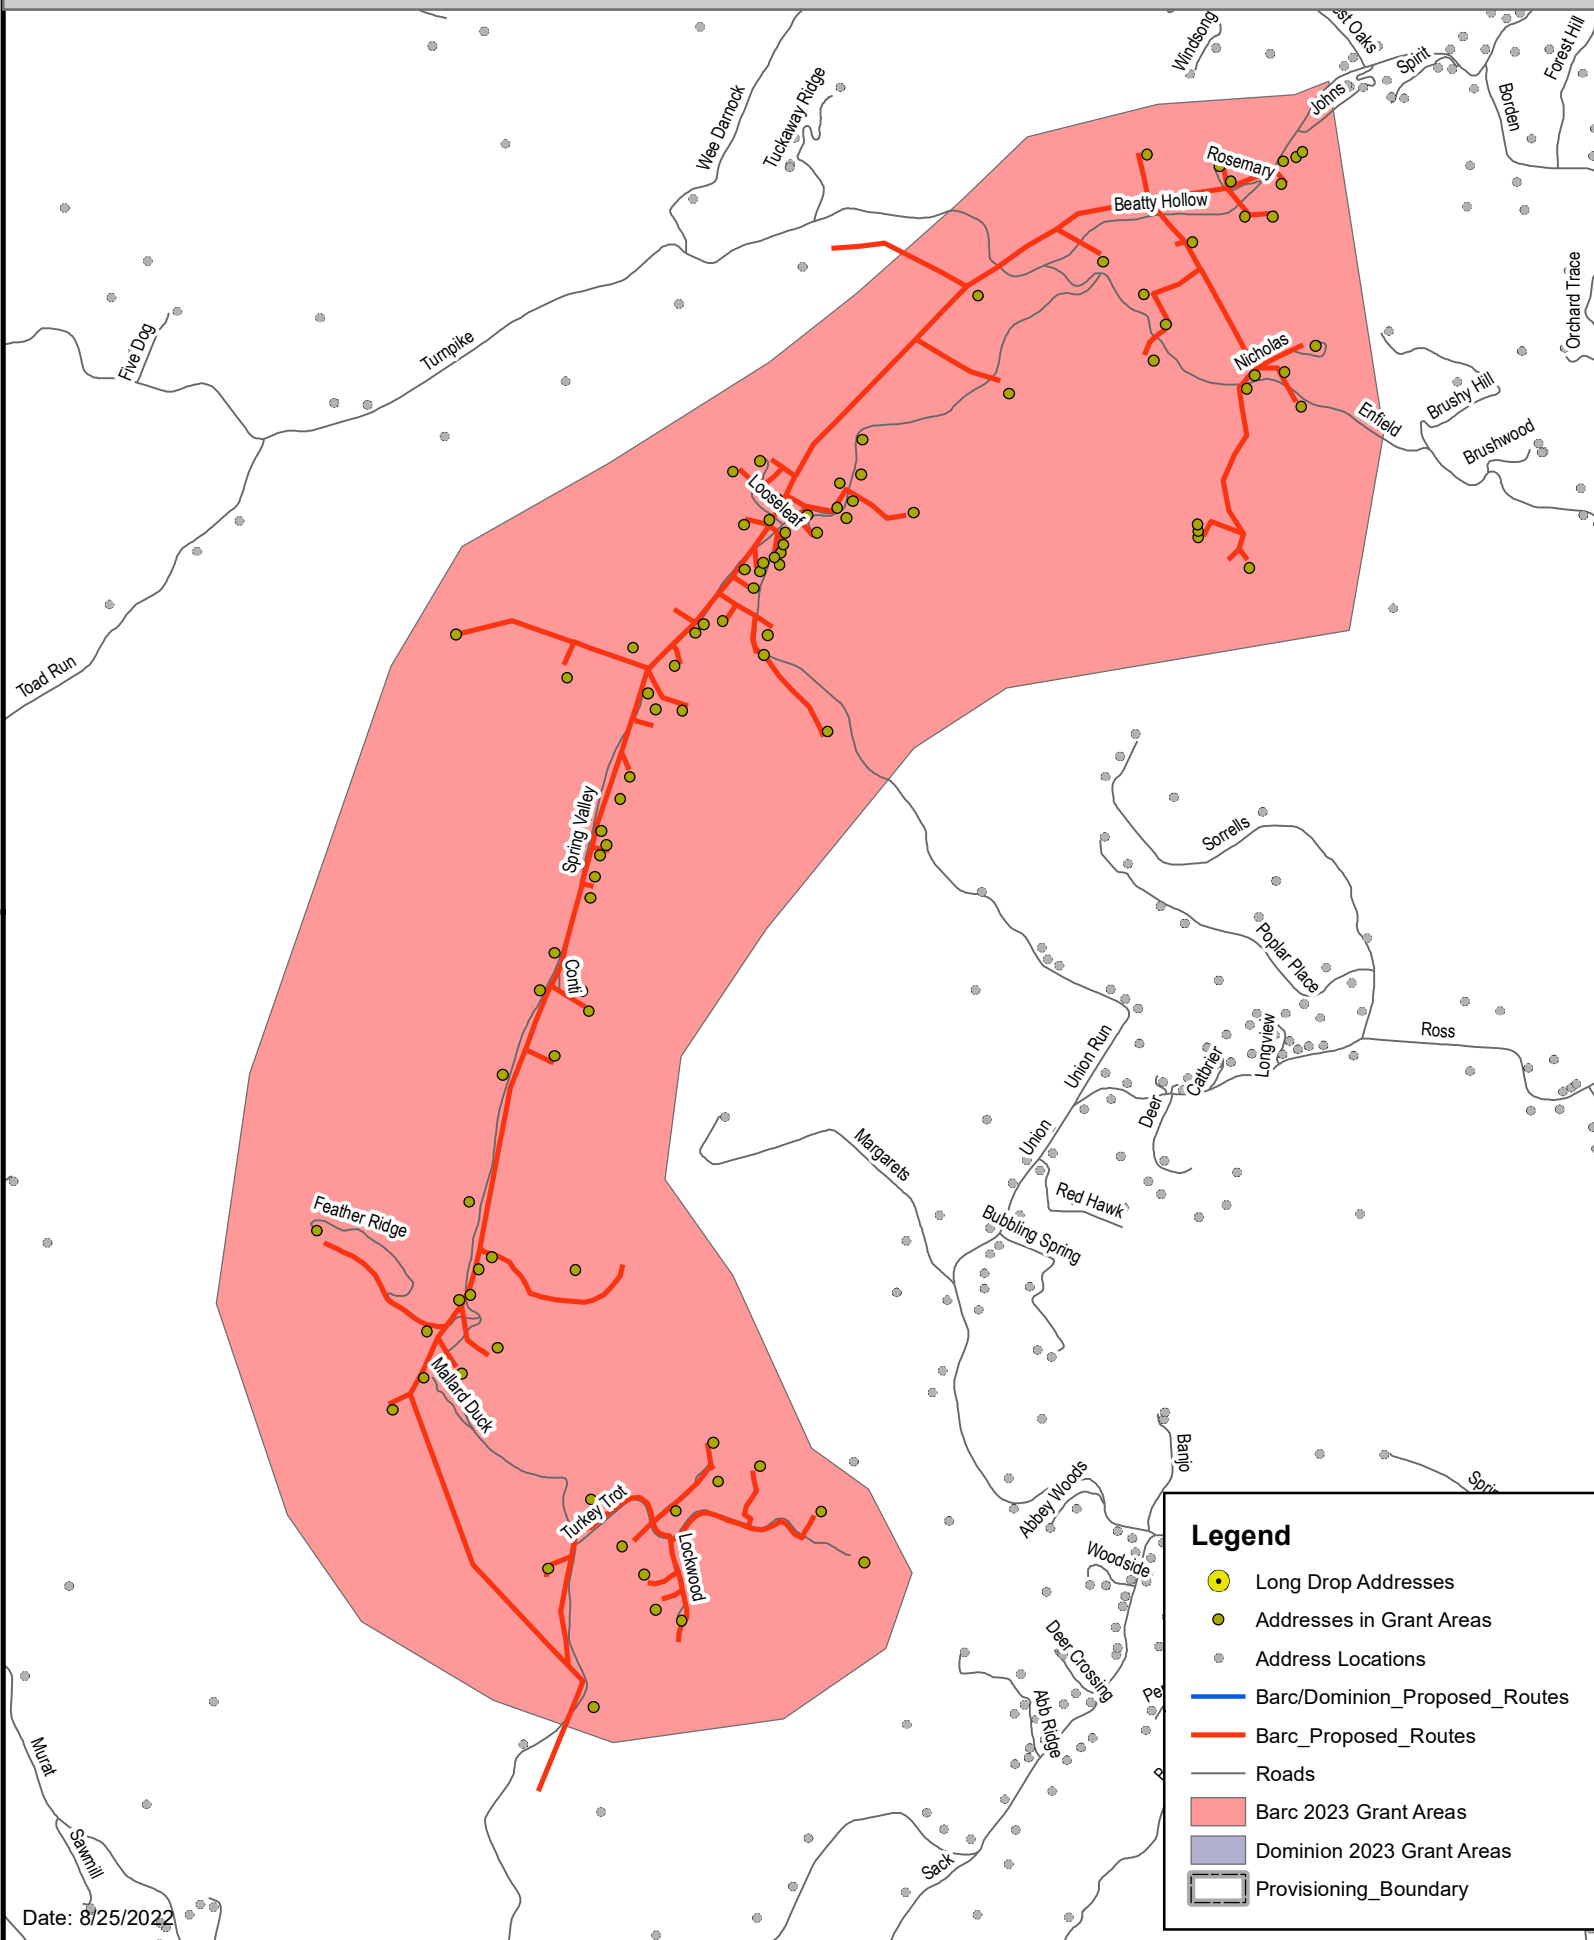 Windsong
Spirit
Forest Hill
Johns
Borden
Wee Darnock
Tuckaway Ridge
Rosemary
Beatty Hollow
Orchard Trace
Five Dog
Turnpike
Nicholas
Brushy Hill
Enfield
Brushwood
Looseleaf
Toad Run
Spring Valley
Sorrells
Poplar Place
Conti
Longview
Ross
Union Run
Catbrier
Deer
Union
Margarets
Red Hawk
Bubbling Spring
Feather Ridge
Mallard Duck
Banjo
Abbey Woods
Turkey Trot
Lockwood
Woodside
Deer Crossing
Abb Ridge
Murat
Sawmill
Sack
Date: 8/25/2022
Legend
Long Drop Addresses
Addresses in Grant Areas
Address Locations
Barc/Dominion_Proposed_Routes
Barc_Proposed_Routes
Roads
Barc 2023 Grant Areas
Dominion 2023 Grant Areas
Provisioning_Boundary